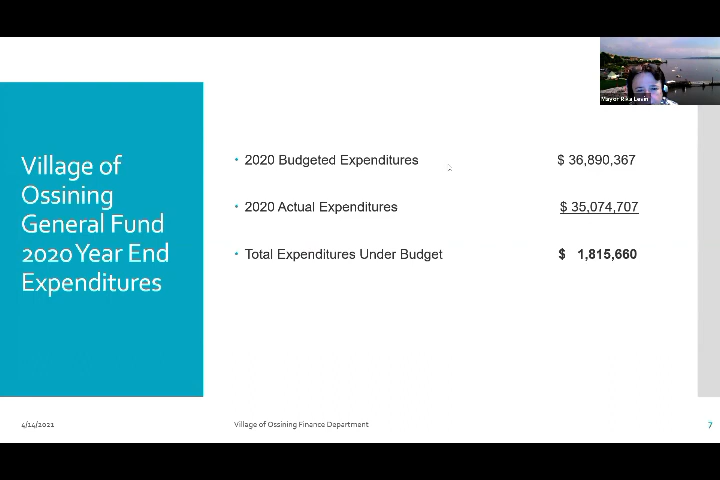 Mayor Rika Levin
Village of
Ossining
General Fund
2020 Year End
Expenditures
• 2020 Budgeted Expenditures $ 36,890,367
• 2020 Actual Expenditures $ 35,074,707
• Total Expenditures Under Budget $ 1,815,660
4/14/2021 Village of Ossining Finance Department 7